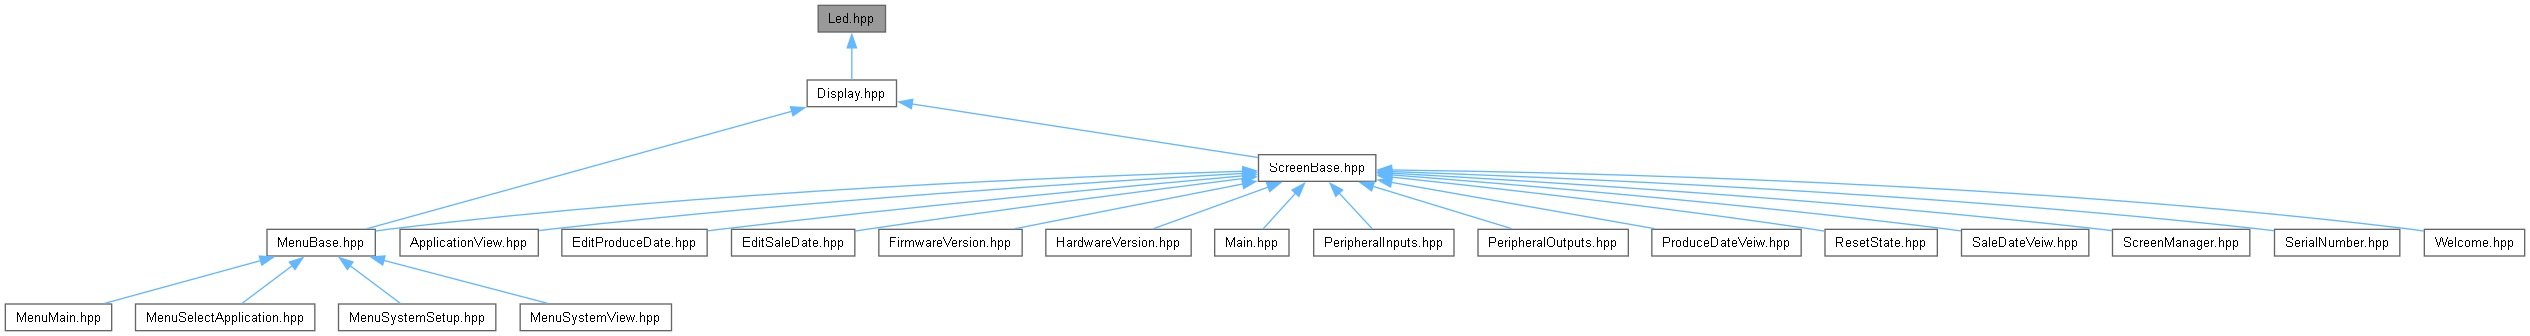 Led.hpp
Display.hpp
ScreenBase.hpp
MenuBase.hpp
ApplicationView.hpp
EditProduceDate.hpp
EditSaleDate.hpp
FirmwareVersion.hpp
HardwareVersion.hpp
Main.hpp
PeripheralInputs.hpp
PeripheralOutputs.hpp
ProduceDateVeiw.hpp
ResetState.hpp
SaleDateVeiw.hpp
ScreenManager.hpp
SerialNumber.hpp
Welcome.hpp
MenuMain.hpp
MenuSelectApplication.hpp
MenuSystemSetup.hpp
MenuSystemView.hpp